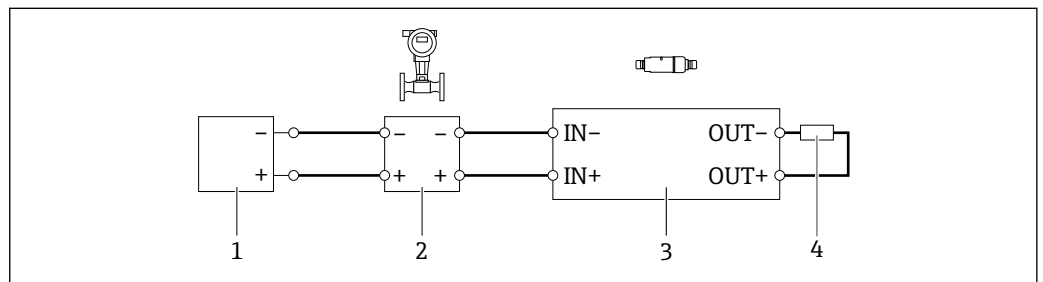 − − − IN− OUT−
+ + + IN+ OUT+
1 2 3 4